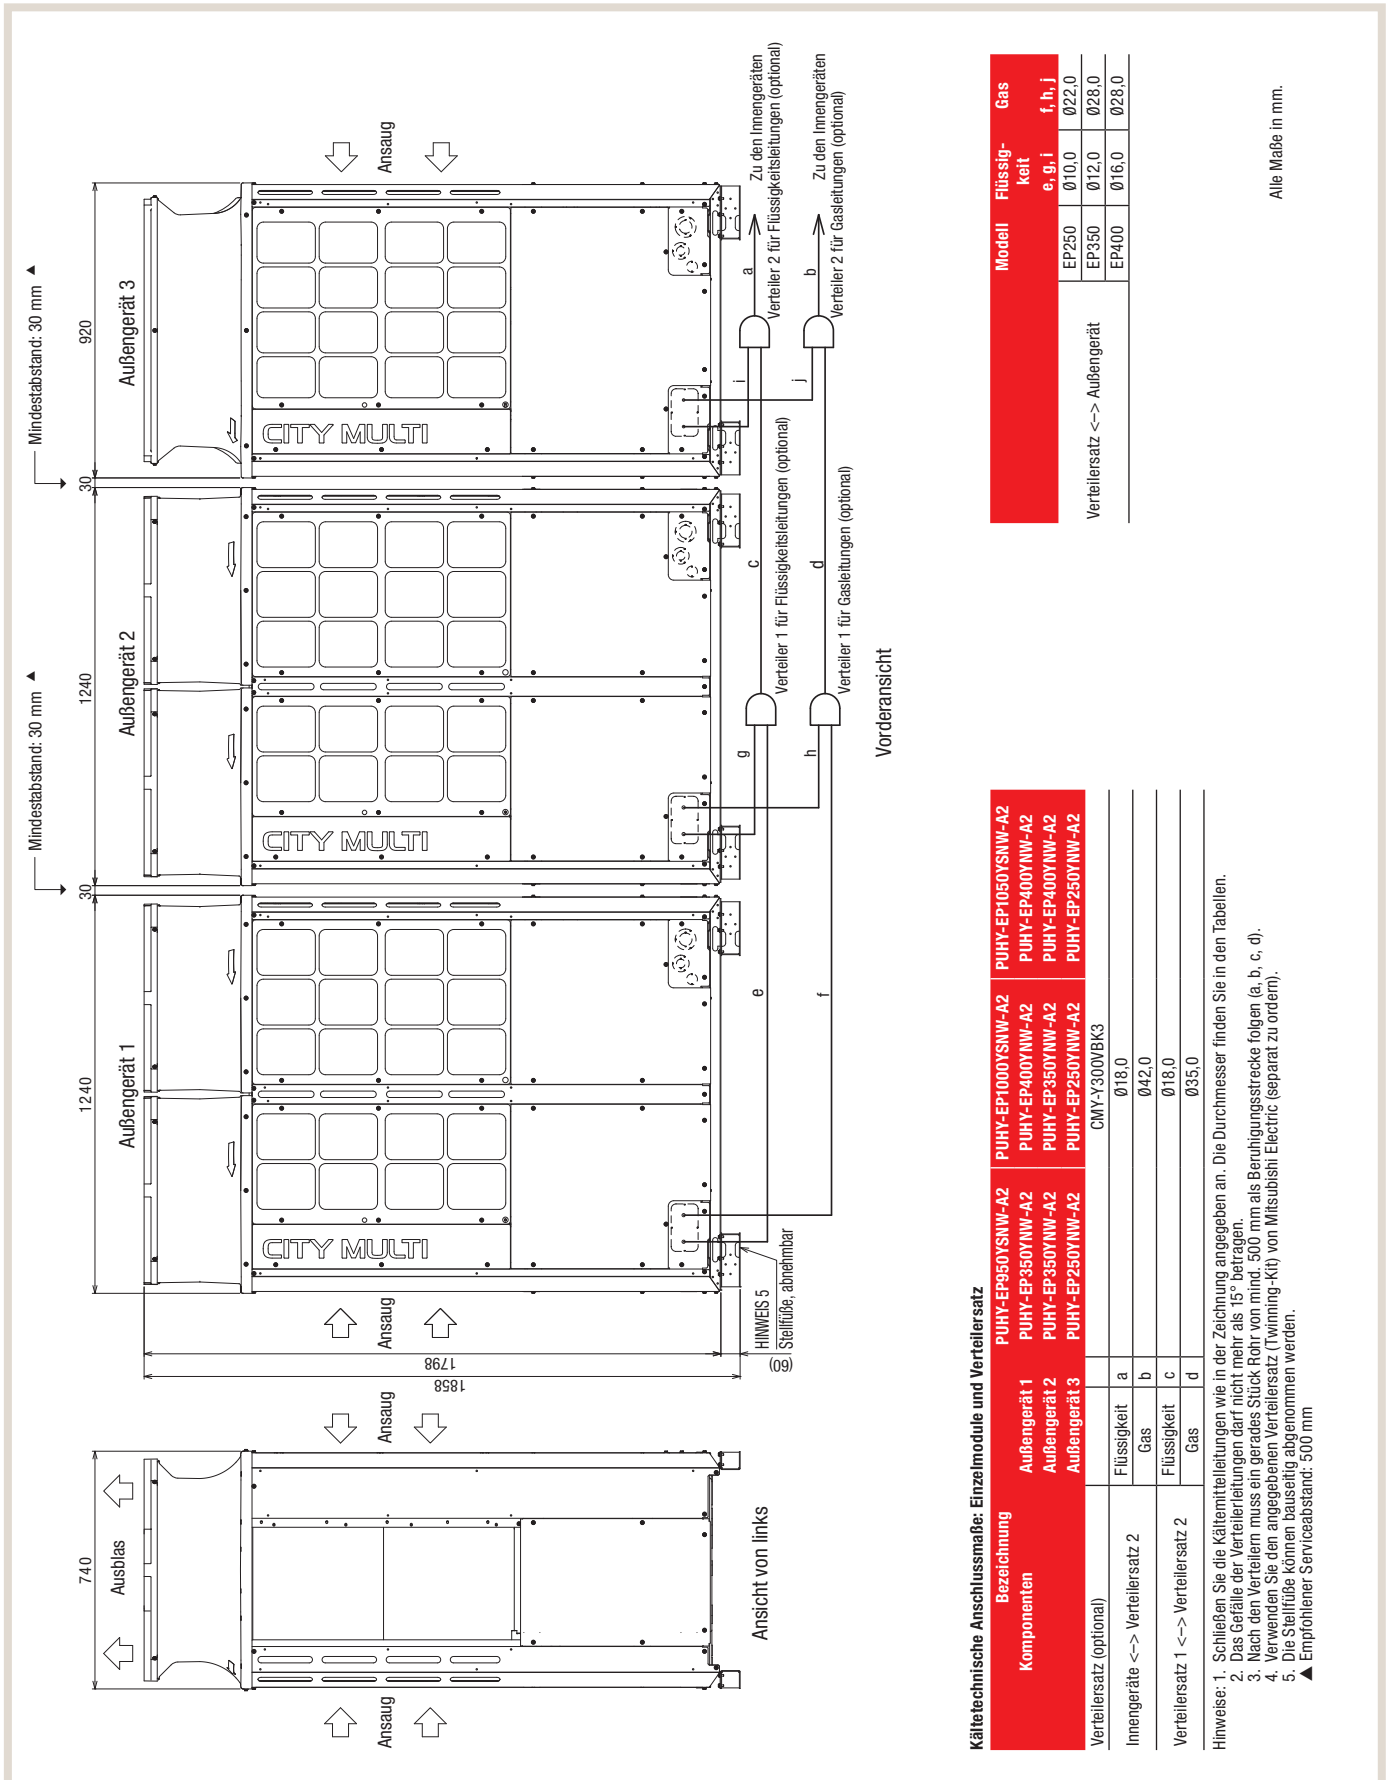 Mindestabstand: 30 mm ▲
Mindestabstand: 30 mm ▲
1240
30
1240
30
920
Außengerät 1
Außengerät 2
Außengerät 3
740
Ausblas
Ansaug
Ansaug
Ansaug
Ansaug
1858
1798
(60)
HINWEIS 5
Stellfüße, abnehmbar
CITY MULTI
CITY MULTI
CITY MULTI
e
f
g
h
c
d
i
j
a
b
Zu den Innengeräten
Verteiler 2 für Flüssigkeitsleitungen (optional)
Zu den Innengeräten
Verteiler 2 für Gasleitungen (optional)
Verteiler 1 für Flüssigkeitsleitungen (optional)
Verteiler 1 für Gasleitungen (optional)
Ansicht von links
Vorderansicht
Kältetechnische Anschlussmaße: Einzelmodule und Verteilersatz
Bezeichnung PUHY-EP950YSNW-A2 PUHY-EP1000YSNW-A2 PUHY-EP1050YSNW-A2
Komponenten Außengerät 1 PUHY-EP350YNW-A2 PUHY-EP400YNW-A2 PUHY-EP400YNW-A2
Außengerät 2 PUHY-EP350YNW-A2 PUHY-EP350YNW-A2 PUHY-EP400YNW-A2
Außengerät 3 PUHY-EP250YNW-A2 PUHY-EP250YNW-A2 PUHY-EP250YNW-A2
Verteilersatz (optional) CMY-Y300VBK3
Innengeräte <–> Verteilersatz 2 Flüssigkeit a Ø18,0
Gas b Ø42,0
Verteilersatz 1 <–> Verteilersatz 2 Flüssigkeit c Ø18,0
Gas d Ø35,0
Modell Flüssig- Gas
keit
e, g, i f, h, j
Verteilersatz <–> Außengerät EP250 Ø10,0 Ø22,0
EP350 Ø12,0 Ø28,0
EP400 Ø16,0 Ø28,0
Hinweise: 1. Schließen Sie die Kältemittelleitungen wie in der Zeichnung angegeben an. Die Durchmesser finden Sie in den Tabellen.
2. Das Gefälle der Verteilerleitungen darf nicht mehr als 15° betragen.
3. Nach den Verteilern muss ein gerades Stück Rohr von mind. 500 mm als Beruhigungsstrecke folgen (a, b, c, d).
4. Verwenden Sie den angegebenen Verteilersatz (Twinning-Kit) von Mitsubishi Electric (separat zu ordern).
5. Die Stellfüße können bauseitig abgenommen werden.
▲ Empfohlener Serviceabstand: 500 mm
Alle Maße in mm.